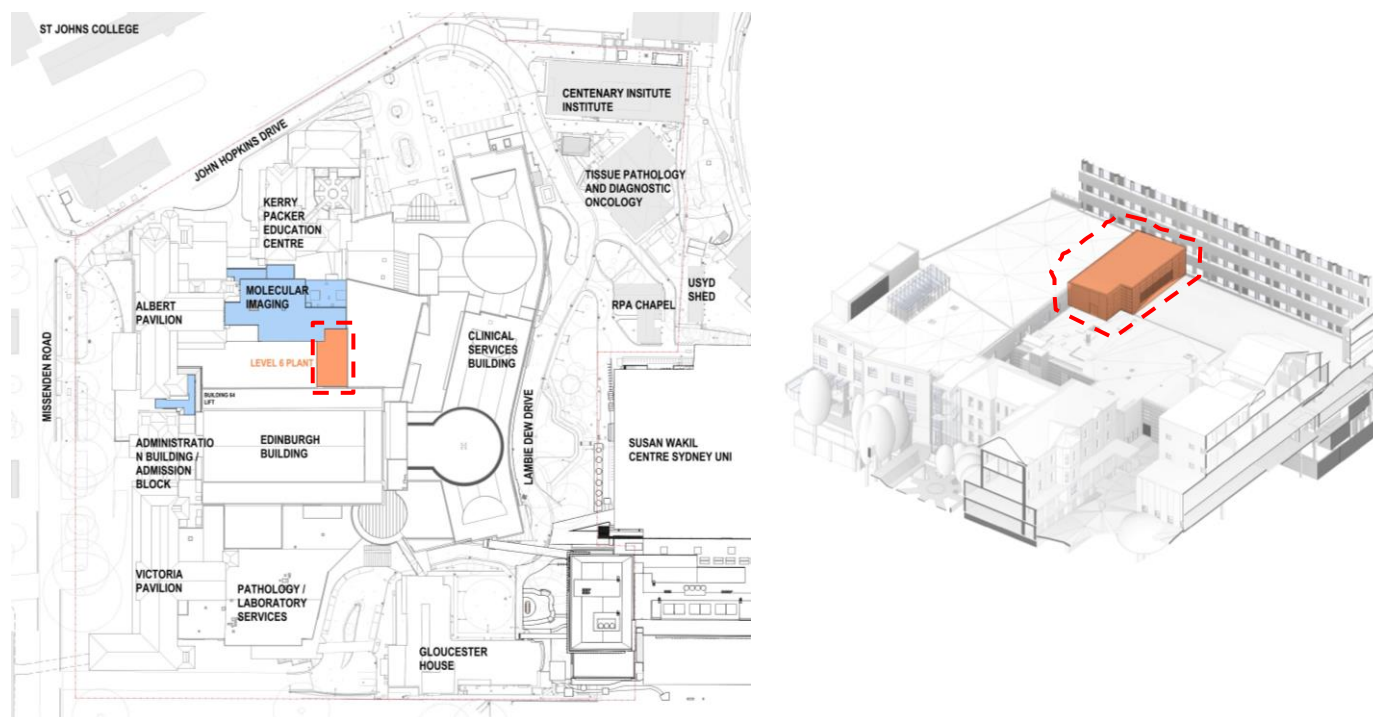 ST JOHNS COLLEGE
CENTENARY INSITUTE
INSTITUTE
JOHN HOPKINS DRIVE
TISSUE PATHOLOGY
AND DIAGNOSTIC
ONCOLOGY
KERRY
PACKER
EDUCATION
CENTRE
MOLECULAR
IMAGING
USYD
SHED
RPA CHAPEL
ALBERT
PAVILION
MISSENDEN ROAD
CLINICAL
SERVICES
BUILDING
LEVEL 6 PLANT
BUILDING 64
LIFT
LAMBIE DEW DRIVE
ADMINISTRATIO
N BUILDING /
ADMISSION
BLOCK
EDINBURGH
BUILDING
SUSAN WAKIL
CENTRE SYDNEY UNI
VICTORIA
PAVILION
PATHOLOGY /
LABORATORY
SERVICES
GLOUCESTER
HOUSE